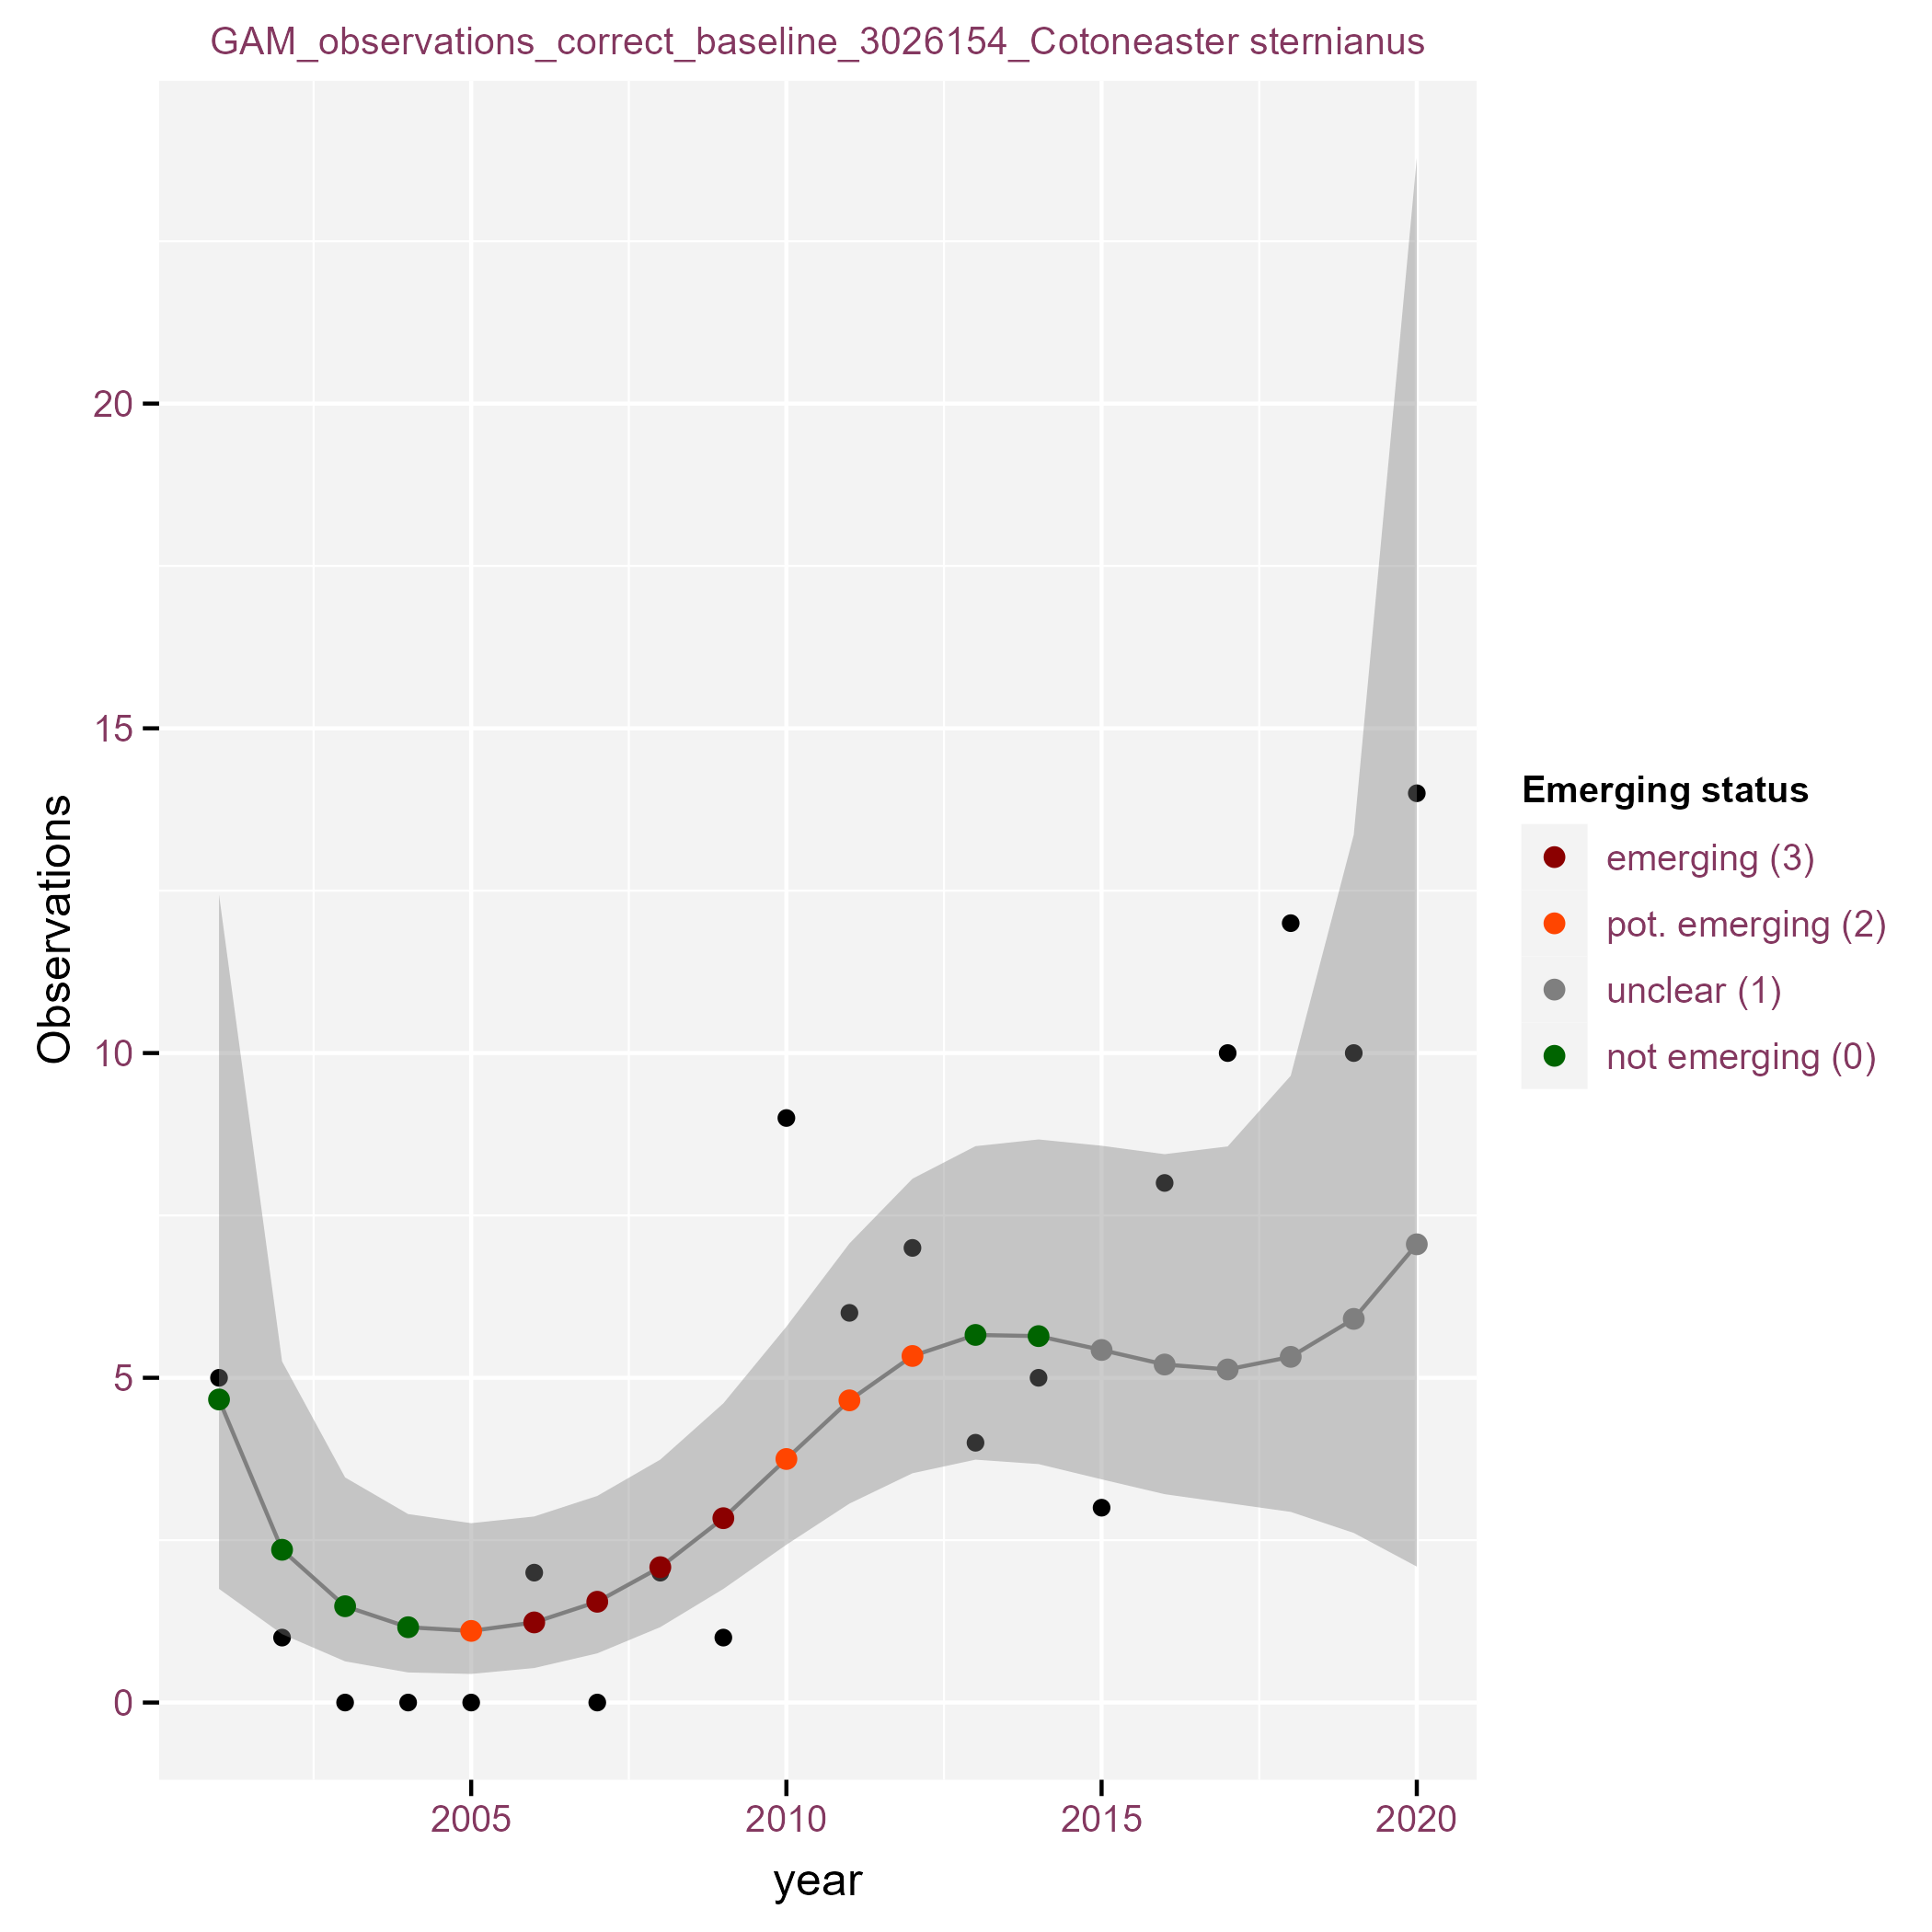 GAM_observations_correct_baseline_3026154_Cotoneaster sternianus
Observations
20
15
10
5
0
2005
2010
2015
2020
year
Emerging status
emerging (3)
pot. emerging (2)
unclear (1)
not emerging (0)